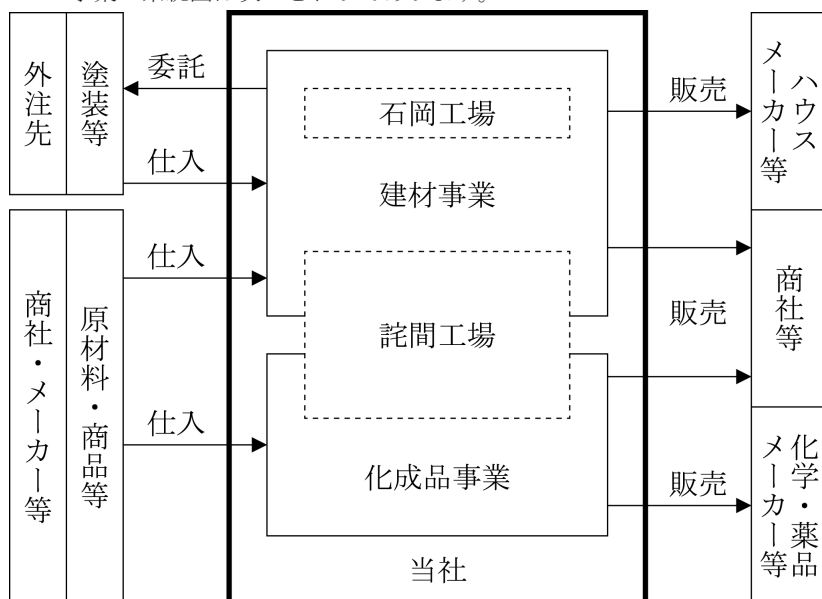 外注先
塗装等
委託
仕入
商社・メーカー等
原材料・商品等
仕入
仕入
石岡工場
建材事業
詫間工場
化成品事業
当社
販売
ハウス
メーカー等
販売
商社等
販売
化学・薬品
メーカー等